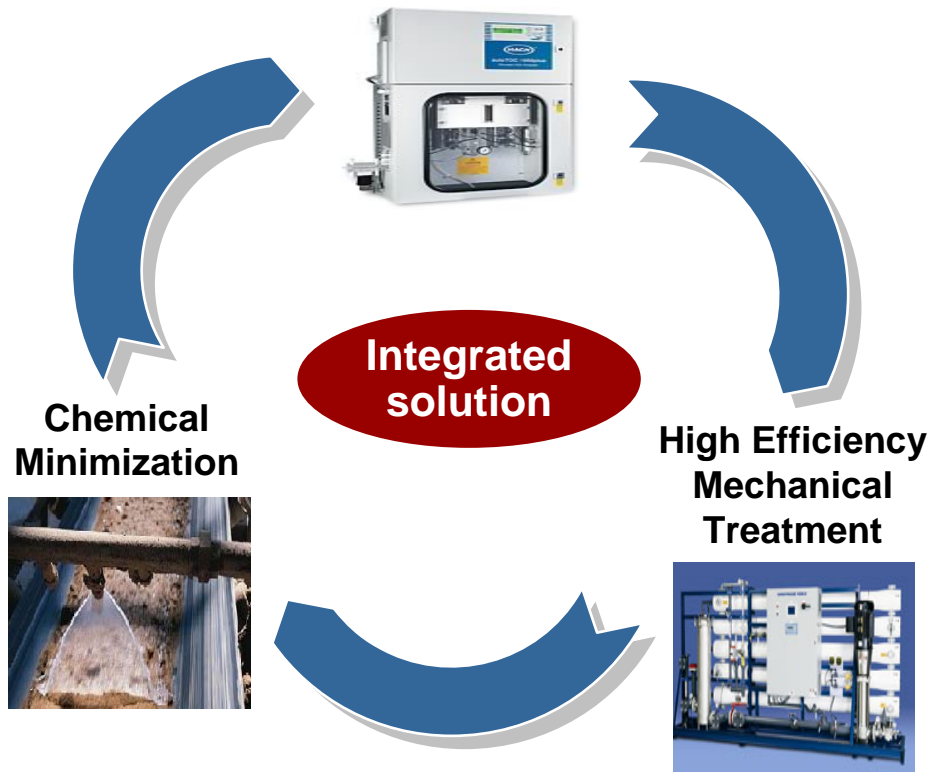 HACH
Integrated
solution
Chemical
Minimization
High Efficiency
Mechanical
Treatment